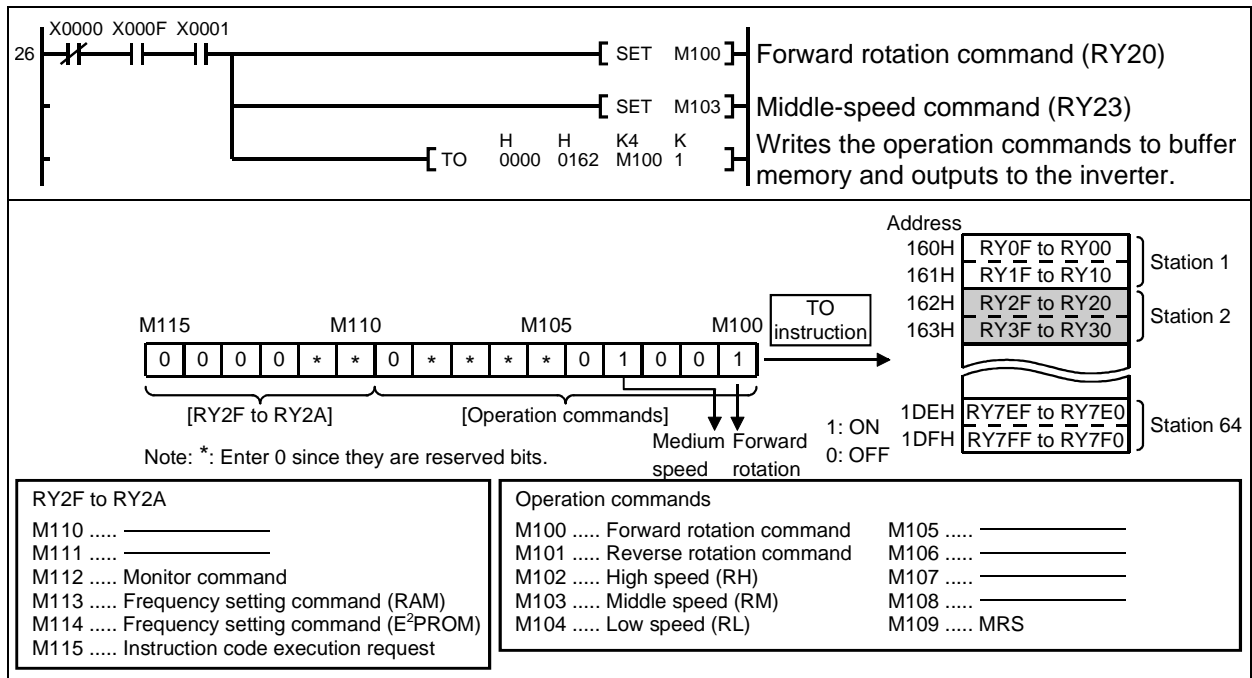 X0000 X000F X0001
26
SET M100
Forward rotation command (RY20)
SET M103
Middle-speed command (RY23)
H H K4 K
TO 0000 0162 M100 1
Writes the operation commands to buffer
memory and outputs to the inverter.
Address
160H RY0F to RY00
161H RY1F to RY10
Station 1
162H RY2F to RY20
163H RY3F to RY30
Station 2
1DEH RY7EF to RY7E0
1DFH RY7FF to RY7F0
Station 64
TO
instruction
M115 M110 M105 M100
0 0 0 0 * * 0 * * * * 0 1 0 0 1
[RY2F to RY2A] [Operation commands]
Medium Forward
speed rotation
1: ON
0: OFF
Note: *: Enter 0 since they are reserved bits.
RY2F to RY2A
M110 .....
M111 .....
M112 ..... Monitor command
M113 ..... Frequency setting command (RAM)
M114 ..... Frequency setting command (E²PROM)
M115 ..... Instruction code execution request
Operation commands
M100 ..... Forward rotation command
M101 ..... Reverse rotation command
M102 ..... High speed (RH)
M103 ..... Middle speed (RM)
M104 ..... Low speed (RL)
M105 .....
M106 .....
M107 .....
M108 .....
M109 ..... MRS